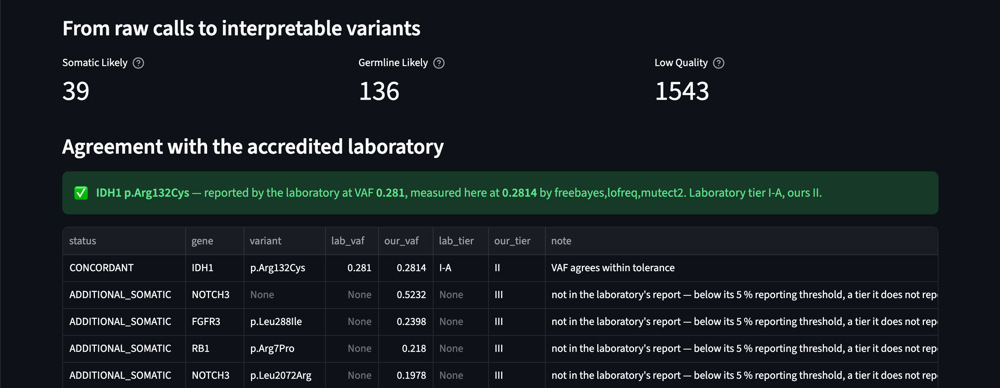 From raw calls to interpretable variants
Somatic Likely ? Germline Likely ? Low Quality ?
39 136 1543
Agreement with the accredited laboratory
✅ IDH1 p.Arg132Cys — reported by the laboratory at VAF 0.281, measured here at 0.2814 by freebayes,lofreq,mutect2. Laboratory tier I-A, ours II.
status gene variant lab_vaf our_vaf lab_tier our_tier note
CONCORDANT IDH1 p.Arg132Cys 0.281 0.2814 I-A II VAF agrees within tolerance
ADDITIONAL_SOMATIC NOTCH3 None None 0.5232 None III not in the laboratory's report — below its 5 % reporting threshold, a tier it does not rep
ADDITIONAL_SOMATIC FGFR3 p.Leu288Ile None 0.2398 None III not in the laboratory's report — below its 5 % reporting threshold, a tier it does not rep
ADDITIONAL_SOMATIC RB1 p.Arg7Pro None 0.218 None III not in the laboratory's report — below its 5 % reporting threshold, a tier it does not rep
ADDITIONAL_SOMATIC NOTCH3 p.Leu2072Arg None 0.1978 None III not in the laboratory's report — below its 5 % reporting threshold, a tier it does not rep